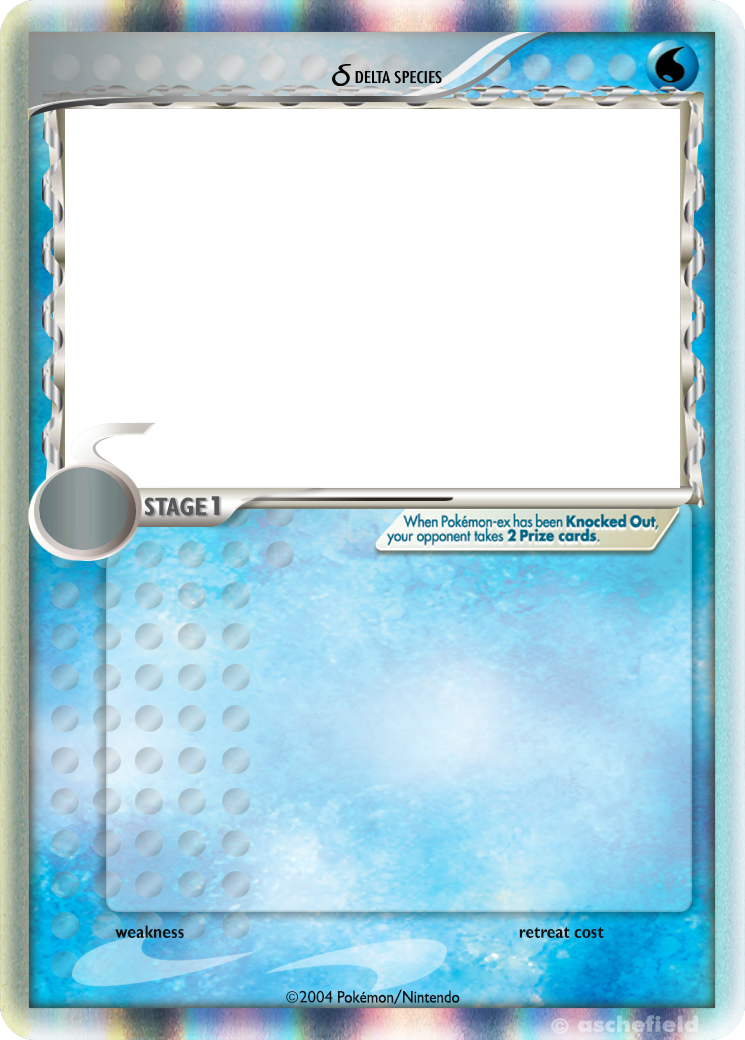 δ DELTA SPECIES
STAGE 1
When Pokémon-ex has been Knocked Out,
your opponent takes 2 Prize cards.
weakness
retreat cost
©2004 Pokémon/Nintendo
© aschefield